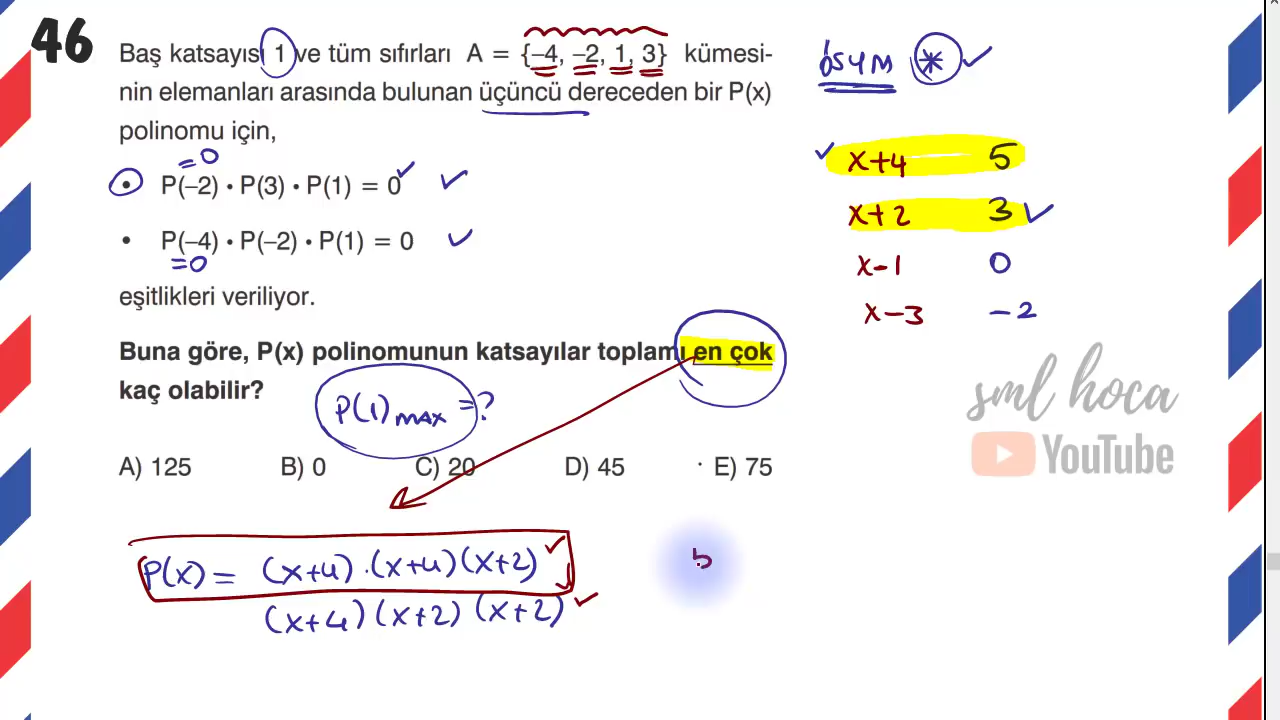 46
Baş katsayısı 1 ve tüm sıfırları A = {–4, –2, 1, 3} kümesi-
nin elemanları arasında bulunan üçüncü dereceden bir P(x)
polinomu için,
=0
• P(–2) • P(3) • P(1) = 0
• P(–4) • P(–2) • P(1) = 0
=0
eşitlikleri veriliyor.
Buna göre, P(x) polinomunun katsayılar toplamı en çok
kaç olabilir?
P(1) MAX = ?
A) 125 B) 0 C) 20 D) 45 E) 75
P(x) = (x+4) . (x+4) (x+2)
(x+4) (x+2) (x+2)
5
ÖSYM *
x+4 5
x+2 3
x-1 0
x-3 -2
sml hoca
YouTube